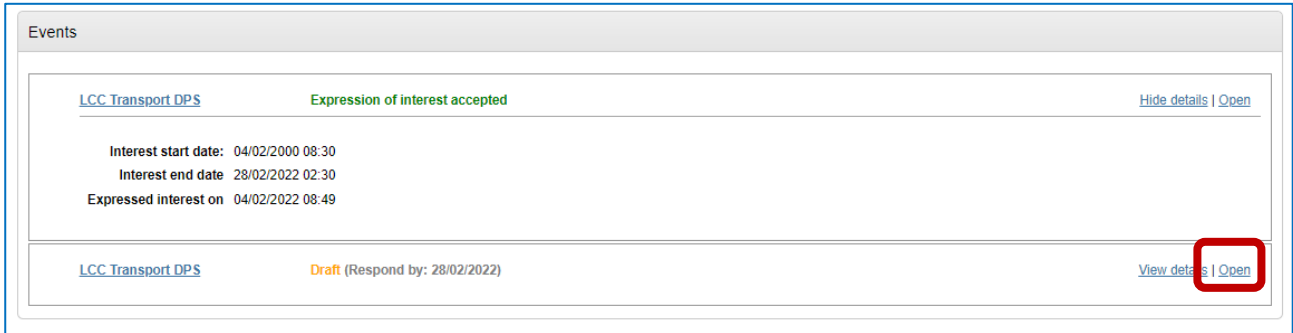 Events
LCC Transport DPS Expression of interest accepted Hide details | Open
Interest start date: 04/02/2000 08:30
Interest end date 28/02/2022 02:30
Expressed interest on 04/02/2022 08:49
LCC Transport DPS Draft (Respond by: 28/02/2022) View details | Open